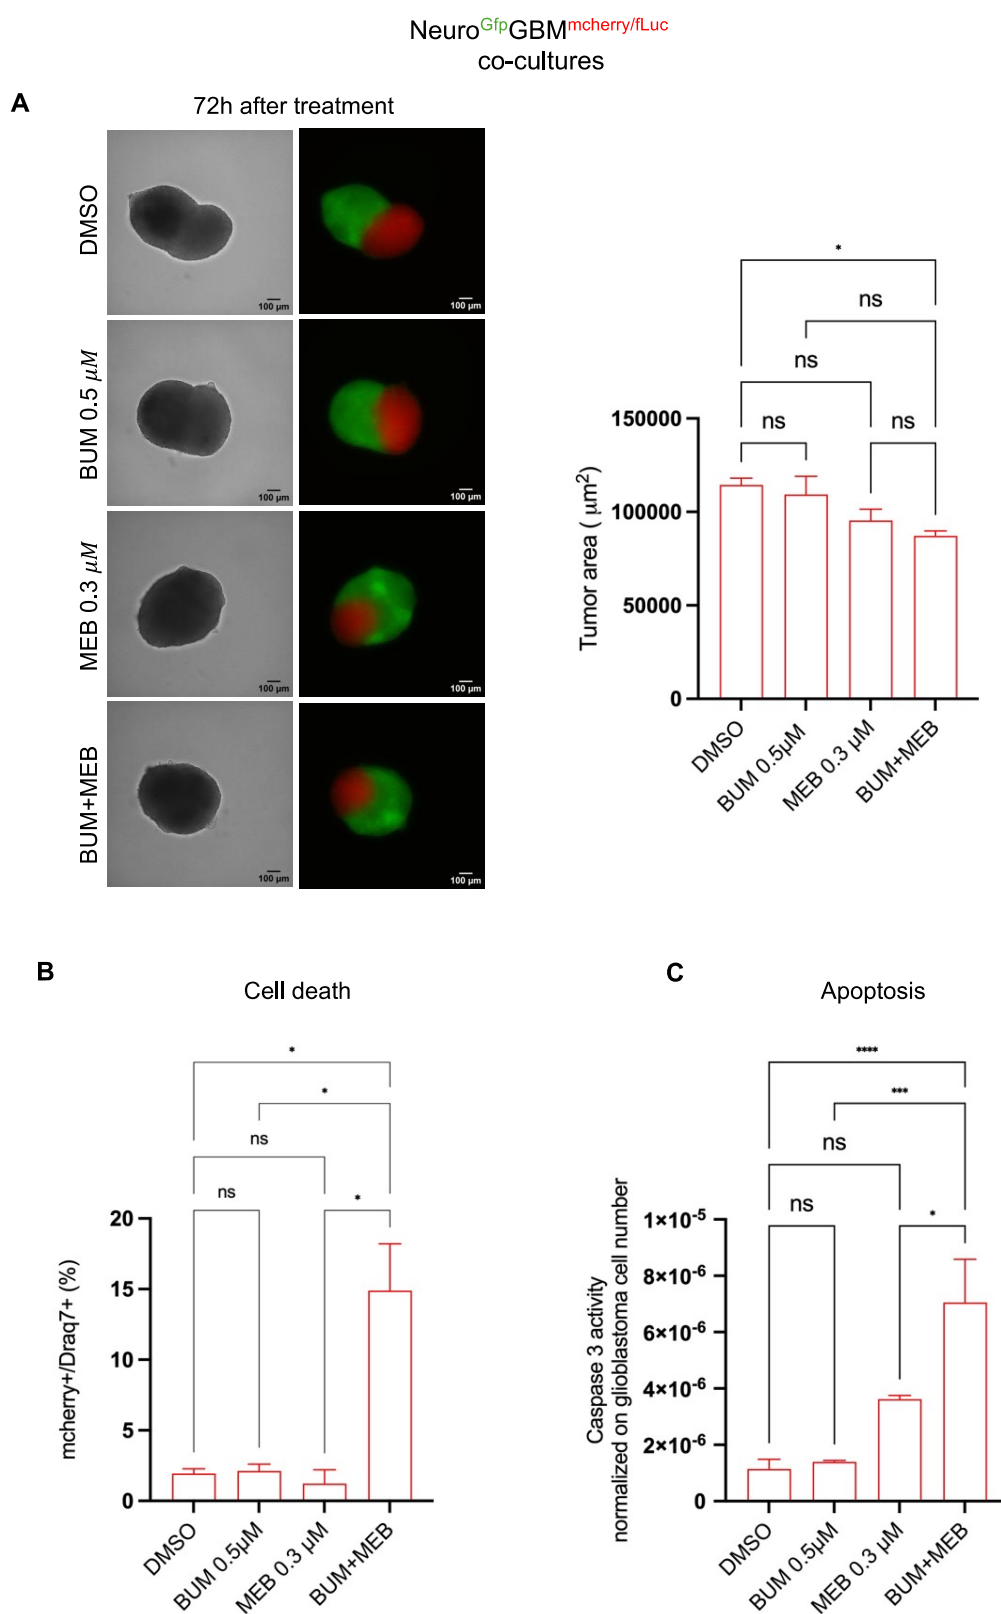 Neuro^Gfp GBM^mcherry/fLuc
co-cultures
A
72h after treatment
DMSO
100 µm
100 µm
BUM 0.5 µM
100 µm
100 µm
MEB 0.3 µM
100 µm
100 µm
BUM+MEB
100 µm
100 µm
*
ns
ns
ns
ns
Tumor area ( µm²)
150000
100000
50000
0
DMSO
BUM 0.5µM
MEB 0.3 µM
BUM+MEB
B
Cell death
*
*
ns
ns
*
mcherry+/Draq7+ (%)
20
15
10
5
0
DMSO
BUM 0.5µM
MEB 0.3 µM
BUM+MEB
C
Apoptosis
****
***
ns
ns
*
Caspase 3 activity
normalized on glioblastoma cell number
1×10⁻⁵
8×10⁻⁶
6×10⁻⁶
4×10⁻⁶
2×10⁻⁶
0
DMSO
BUM 0.5µM
MEB 0.3 µM
BUM+MEB